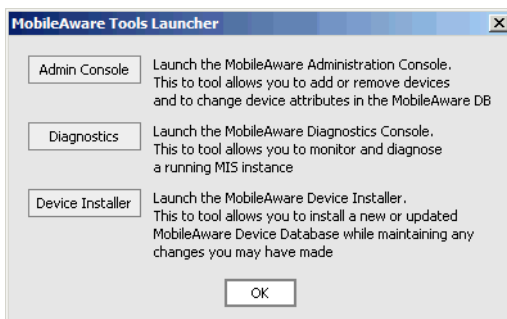 MobileAware Tools Launcher
Admin Console
Launch the MobileAware Administration Console.
This to tool allows you to add or remove devices
and to change device attributes in the MobileAware DB
Diagnostics
Launch the MobileAware Diagnostics Console.
This to tool allows you to monitor and diagnose
a running MIS instance
Device Installer
Launch the MobileAware Device Installer.
This to tool allows you to install a new or updated
MobileAware Device Database while maintaining any
changes you may have made
OK